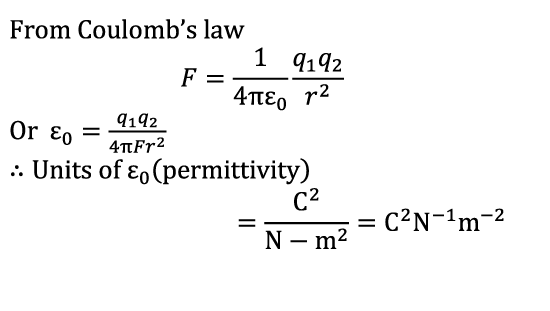 From Coulomb’s law
F = 1/4πε₀ q₁q₂/r²
Or ε₀ = q₁q₂/4πFr²
∴ Units of ε₀(permittivity)
= C²/N − m² = C²N⁻¹m⁻²